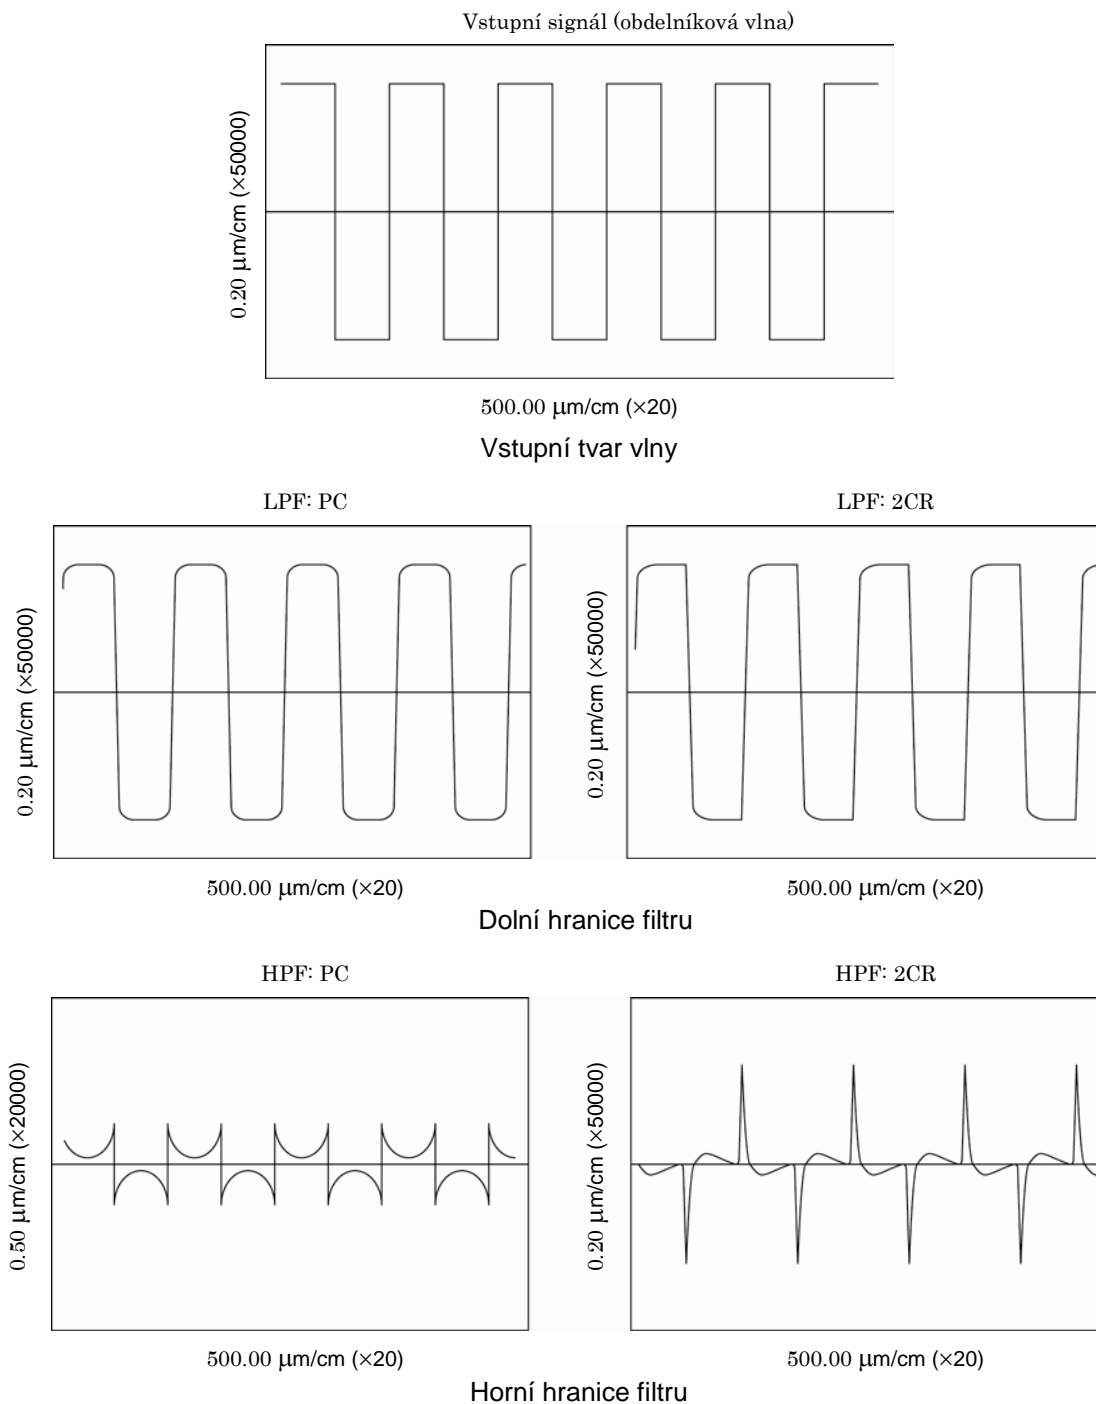 Vstupní signál (obdelníková vlna)
0.20 µm/cm (×50000)
500.00 µm/cm (×20)
Vstupní tvar vlny
LPF: PC
LPF: 2CR
0.20 µm/cm (×50000)
0.20 µm/cm (×50000)
500.00 µm/cm (×20)
500.00 µm/cm (×20)
Dolní hranice filtru
HPF: PC
HPF: 2CR
0.50 µm/cm (×20000)
0.20 µm/cm (×50000)
500.00 µm/cm (×20)
500.00 µm/cm (×20)
Horní hranice filtru